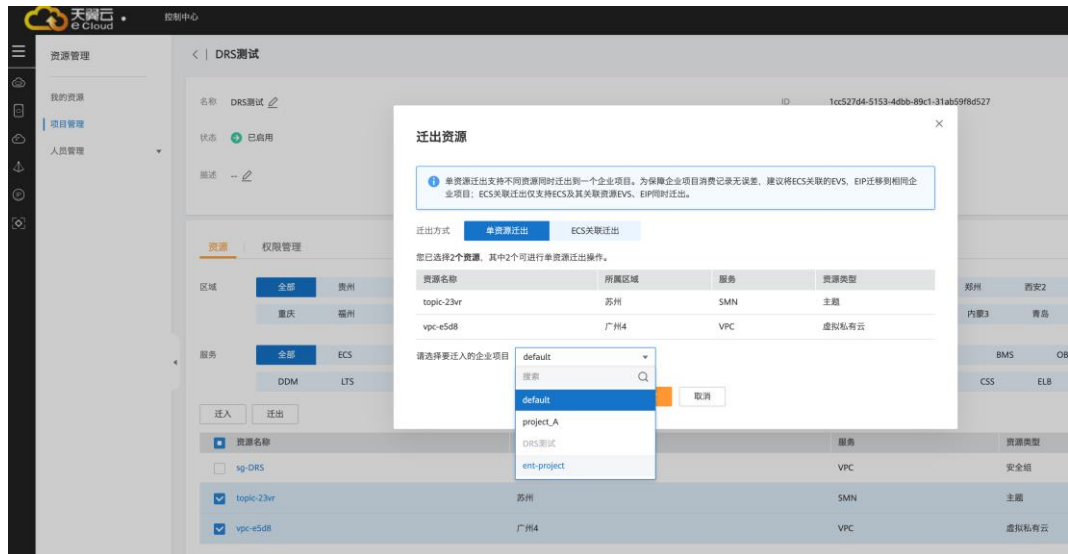 天翼云
e Cloud
控制中心
资源管理
< | DRS测试
我的资源
项目管理
人员管理
名称 DRS测试
ID 1cc527d4-5153-4dbb-89c1-31ab59f8d527
状态 已启用
描述 --
迁出资源
单资源迁出支持不同资源同时迁出到一个企业项目。为保障企业项目消费记录无误差，建议将ECS关联的EVS、EIP迁移到相同企
业项目；ECS关联迁出仅支持ECS及其关联资源EVS、EIP同时迁出。
迁出方式 单资源迁出 ECS关联迁出
您已选择2个资源，其中2个可进行单资源迁出操作。
资源名称 所属区域 服务 资源类型
topic-23vr 苏州 SMN 主题
vpc-e5d8 广州4 VPC 虚拟私有云
请选择要迁入的企业项目 default
搜索
default
project_A
DRS测试
ent-project
取消
资源 权限管理
区域 全部 贵州 郑州 西安2
重庆 福州 内蒙3 青岛
服务 全部 ECS BMS OB
DDM LTS CSS ELB
迁入 迁出
资源名称 服务 资源类型
sg-DRS VPC 安全组
topic-23vr 苏州 SMN 主题
vpc-e5d8 广州4 VPC 虚拟私有云